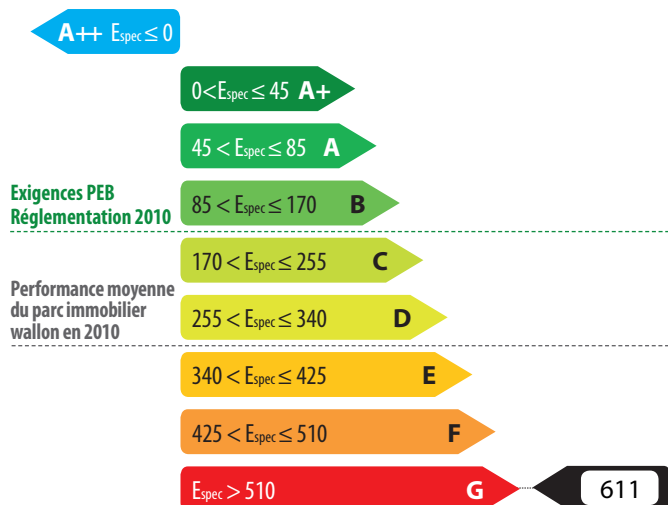 A++ Espec ≤ 0
0<Espec ≤ 45 A+
45 < Espec ≤ 85 A
Exigences PEB
Réglementation 2010
85 < Espec ≤ 170 B
170 < Espec ≤ 255 C
Performance moyenne
du parc immobilier
wallon en 2010
255 < Espec ≤ 340 D
340 < Espec ≤ 425 E
425 < Espec ≤ 510 F
Espec > 510 G 611